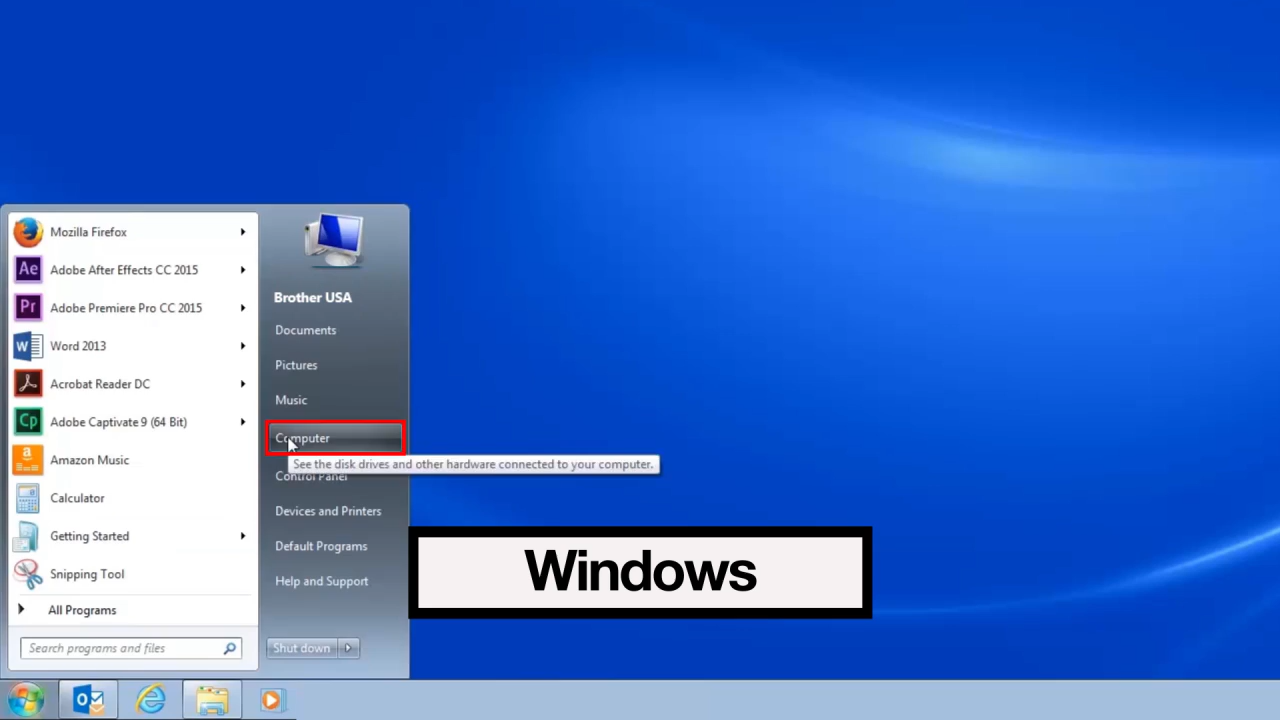 Mozilla Firefox
Ae Adobe After Effects CC 2015
Pr Adobe Premiere Pro CC 2015
W Word 2013
Acrobat Reader DC
Cp Adobe Captivate 9 (64 Bit)
a Amazon Music
Calculator
Getting Started
Snipping Tool
All Programs
Search programs and files
Brother USA
Documents
Pictures
Music
Computer
See the disk drives and other hardware connected to your computer.
Control Panel
Devices and Printers
Default Programs
Help and Support
Shut down
Windows